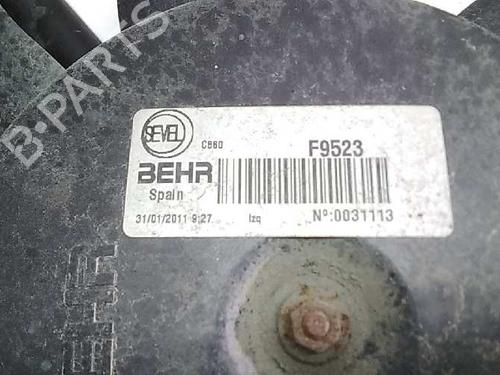 B-PARTS
SEVEL
C860
F9523
BEHR
Spain
31/01/2011 9:27
Izq
Nº:0031113